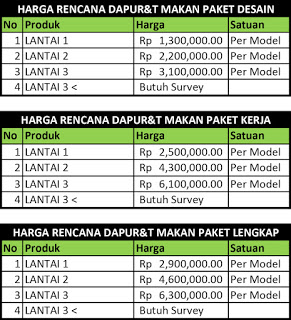 HARGA RENCANA DAPUR&T MAKAN PAKET DESAIN
No Produk Harga Satuan
1 LANTAI 1 Rp 1,300,000.00 Per Model
2 LANTAI 2 Rp 2,200,000.00 Per Model
3 LANTAI 3 Rp 3,100,000.00 Per Model
4 LANTAI 3 < Butuh Survey
HARGA RENCANA DAPUR&T MAKAN PAKET KERJA
No Produk Harga Satuan
1 LANTAI 1 Rp 2,500,000.00 Per Model
2 LANTAI 2 Rp 4,300,000.00 Per Model
3 LANTAI 3 Rp 6,100,000.00 Per Model
4 LANTAI 3 < Butuh Survey
HARGA RENCANA DAPUR&T MAKAN PAKET LENGKAP
No Produk Harga Satuan
1 LANTAI 1 Rp 2,900,000.00 Per Model
2 LANTAI 2 Rp 4,600,000.00 Per Model
3 LANTAI 3 Rp 6,300,000.00 Per Model
4 LANTAI 3 < Butuh Survey